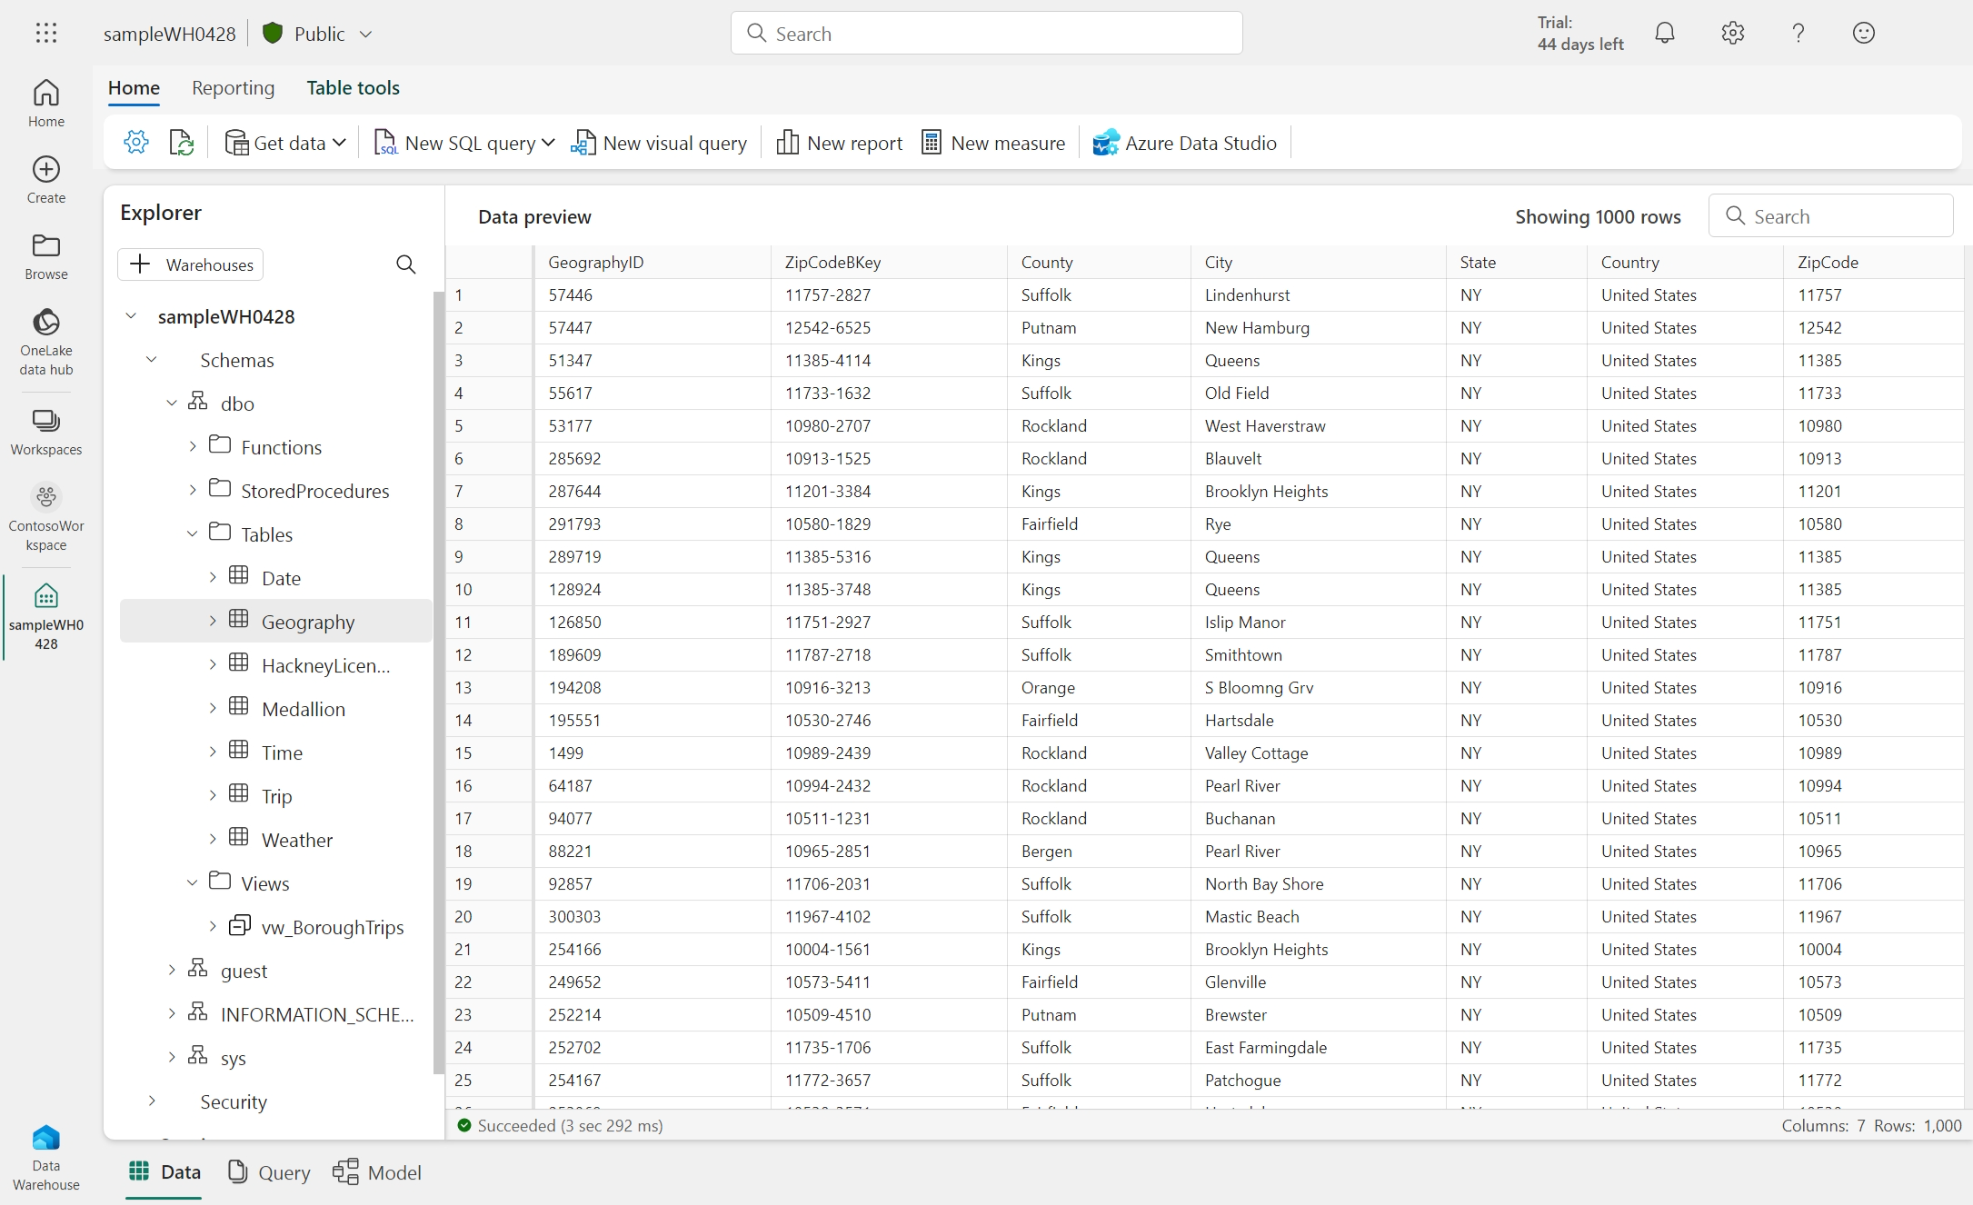 sampleWH0428
Public
Search
Trial:
44 days left
Home
Reporting
Table tools
Get data
New SQL query
New visual query
New report
New measure
Azure Data Studio
Home
Create
Browse
OneLake
data hub
Workspaces
ContosoWor
kspace
sampleWH0
428
Data
Warehouse
Explorer
Warehouses
sampleWH0428
Schemas
dbo
Functions
StoredProcedures
Tables
Date
Geography
HackneyLicen...
Medallion
Time
Trip
Weather
Views
vw_BoroughTrips
guest
INFORMATION_SCHE...
sys
Security
Data preview
Showing 1000 rows
Search
GeographyID ZipCodeBKey County City State Country ZipCode
1 57446 11757-2827 Suffolk Lindenhurst NY United States 11757
2 57447 12542-6525 Putnam New Hamburg NY United States 12542
3 51347 11385-4114 Kings Queens NY United States 11385
4 55617 11733-1632 Suffolk Old Field NY United States 11733
5 53177 10980-2707 Rockland West Haverstraw NY United States 10980
6 285692 10913-1525 Rockland Blauvelt NY United States 10913
7 287644 11201-3384 Kings Brooklyn Heights NY United States 11201
8 291793 10580-1829 Fairfield Rye NY United States 10580
9 289719 11385-5316 Kings Queens NY United States 11385
10 128924 11385-3748 Kings Queens NY United States 11385
11 126850 11751-2927 Suffolk Islip Manor NY United States 11751
12 189609 11787-2718 Suffolk Smithtown NY United States 11787
13 194208 10916-3213 Orange S Bloomng Grv NY United States 10916
14 195551 10530-2746 Fairfield Hartsdale NY United States 10530
15 1499 10989-2439 Rockland Valley Cottage NY United States 10989
16 64187 10994-2432 Rockland Pearl River NY United States 10994
17 94077 10511-1231 Rockland Buchanan NY United States 10511
18 88221 10965-2851 Bergen Pearl River NY United States 10965
19 92857 11706-2031 Suffolk North Bay Shore NY United States 11706
20 300303 11967-4102 Suffolk Mastic Beach NY United States 11967
21 254166 10004-1561 Kings Brooklyn Heights NY United States 10004
22 249652 10573-5411 Fairfield Glenville NY United States 10573
23 252214 10509-4510 Putnam Brewster NY United States 10509
24 252702 11735-1706 Suffolk East Farmingdale NY United States 11735
25 254167 11772-3657 Suffolk Patchogue NY United States 11772
Succeeded (3 sec 292 ms)
Columns: 7 Rows: 1,000
Data
Query
Model